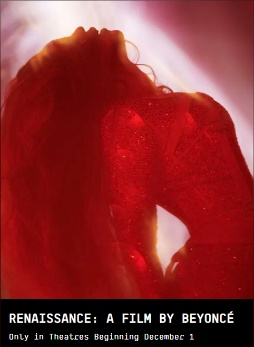 RENAISSANCE: A FILM BY BEYONCÉ
Only in Theatres Beginning December 1